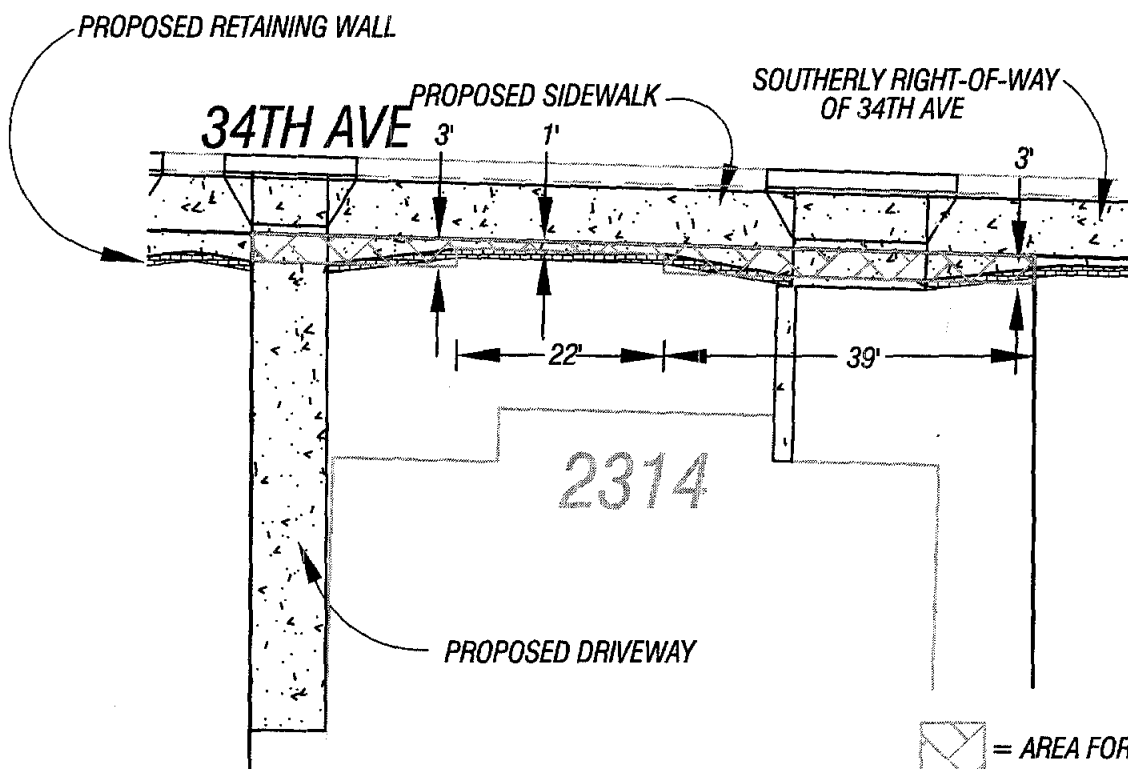 PROPOSED RETAINING WALL
PROPOSED SIDEWALK
SOUTHERLY RIGHT-OF-WAY
OF 34TH AVE
34TH AVE
3'
1'
3'
22'
39'
2314
PROPOSED DRIVEWAY
= AREA FOR